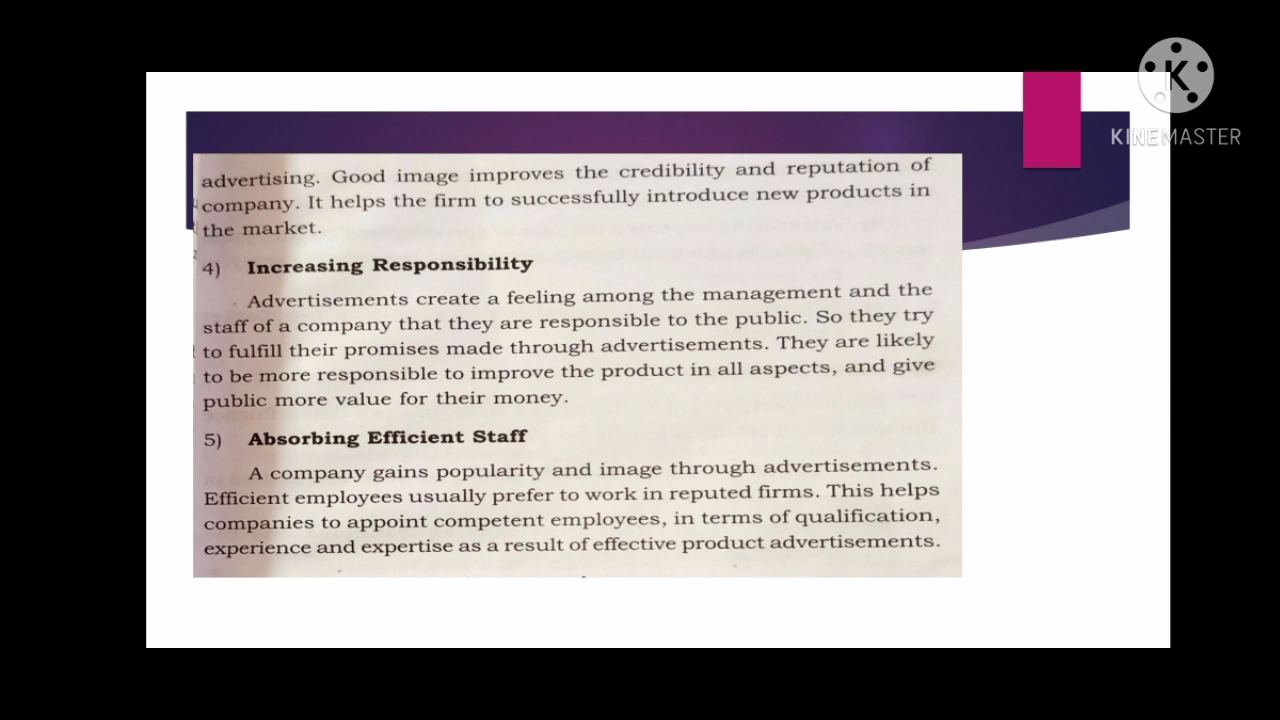 KINEMASTER
advertising. Good image improves the credibility and reputation of
company. It helps the firm to successfully introduce new products in
the market.
4) Increasing Responsibility
Advertisements create a feeling among the management and the
staff of a company that they are responsible to the public. So they try
to fulfill their promises made through advertisements. They are likely
to be more responsible to improve the product in all aspects, and give
public more value for their money.
5) Absorbing Efficient Staff
A company gains popularity and image through advertisements.
Efficient employees usually prefer to work in reputed firms. This helps
companies to appoint competent employees, in terms of qualification,
experience and expertise as a result of effective product advertisements.